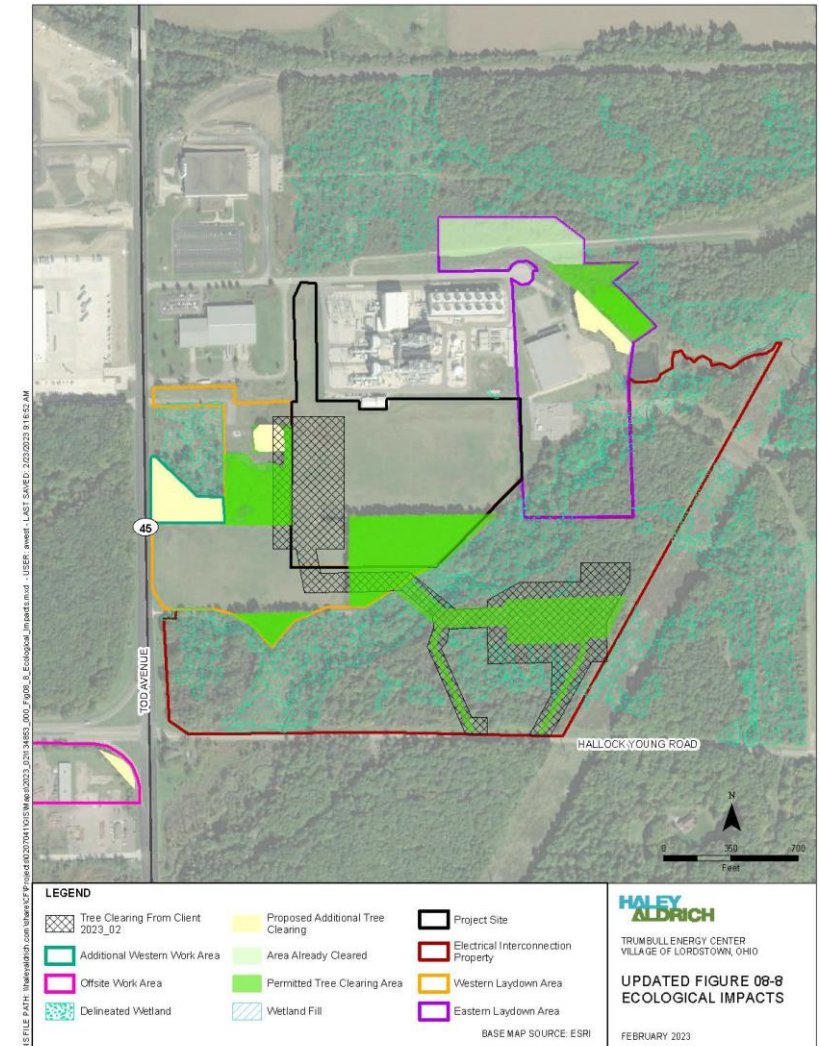 45
TOD AVENUE
HALLOCK YOUNG ROAD
N
0 350 700
Feet
LEGEND
Tree Clearing From Client
2023_02
Additional Western Work Area
Offsite Work Area
Delineated Wetland
Proposed Additional Tree
Clearing
Area Already Cleared
Permitted Tree Clearing Area
Wetland Fill
Project Site
Electrical Interconnection
Property
Western Laydown Area
Eastern Laydown Area
BASE MAP SOURCE: ESRI
HALEY
ALDRICH
TRUMBULL ENERGY CENTER
VILLAGE OF LORDSTOWN, OHIO
UPDATED FIGURE 08-8
ECOLOGICAL IMPACTS
FEBRUARY 2023